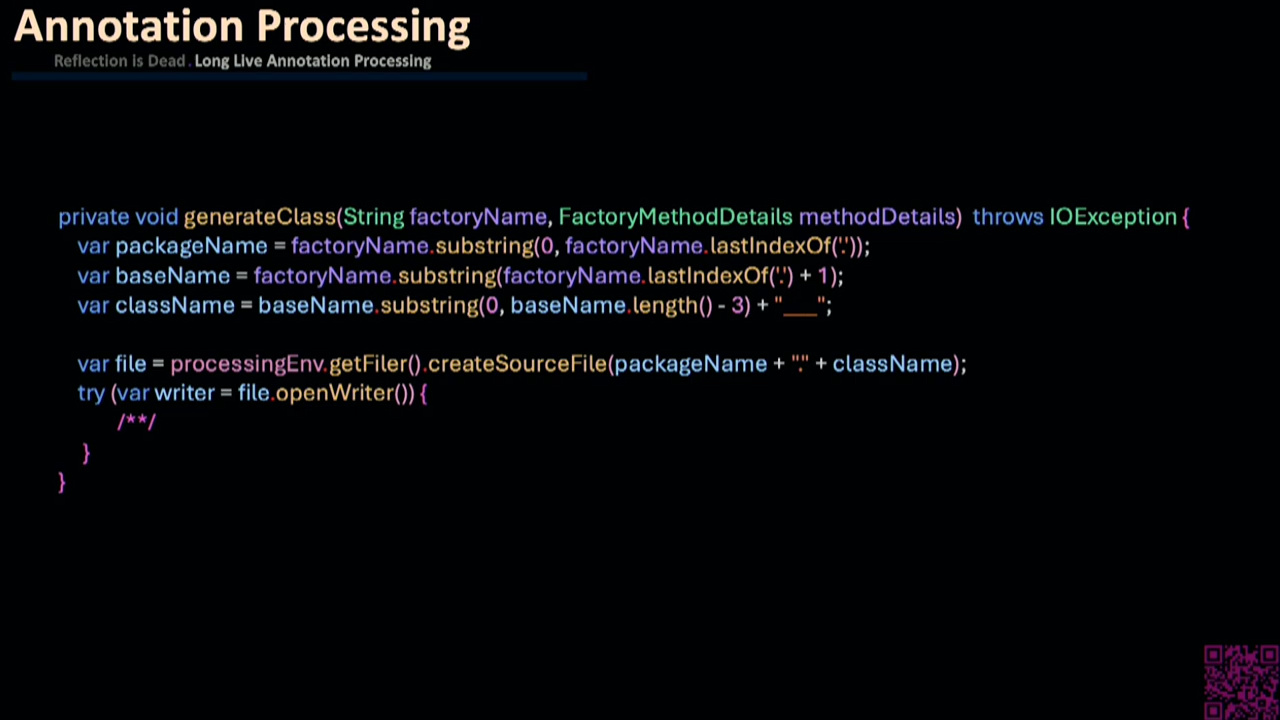 Annotation Processing
Reflection is Dead. Long Live Annotation Processing
private void generateClass(String factoryName, FactoryMethodDetails methodDetails) throws IOException {
var packageName = factoryName.substring(0, factoryName.lastIndexOf('.'));
var baseName = factoryName.substring(factoryName.lastIndexOf('.') + 1);
var className = baseName.substring(0, baseName.length() - 3) + "___";
var file = processingEnv.getFiler().createSourceFile(packageName + "." + className);
try (var writer = file.openWriter()) {
/**/
}
}